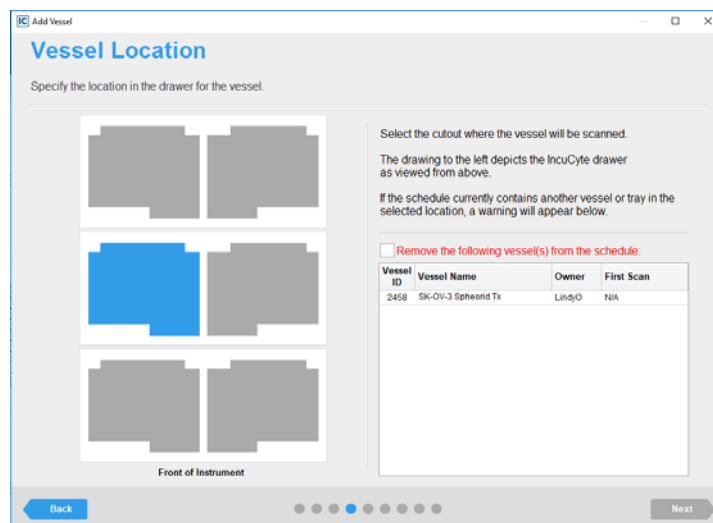 IC Add Vessel
Vessel Location
Specify the location in the drawer for the vessel.
Front of Instrument
Select the cutout where the vessel will be scanned.
The drawing to the left depicts the IncuCyte drawer
as viewed from above.
If the schedule currently contains another vessel or tray in the
selected location, a warning will appear below.
Remove the following vessel(s) from the schedule:
Vessel ID Vessel Name Owner First Scan
2458 SK-OV-3 Spheorid Tx LindyO N/A
Back Next